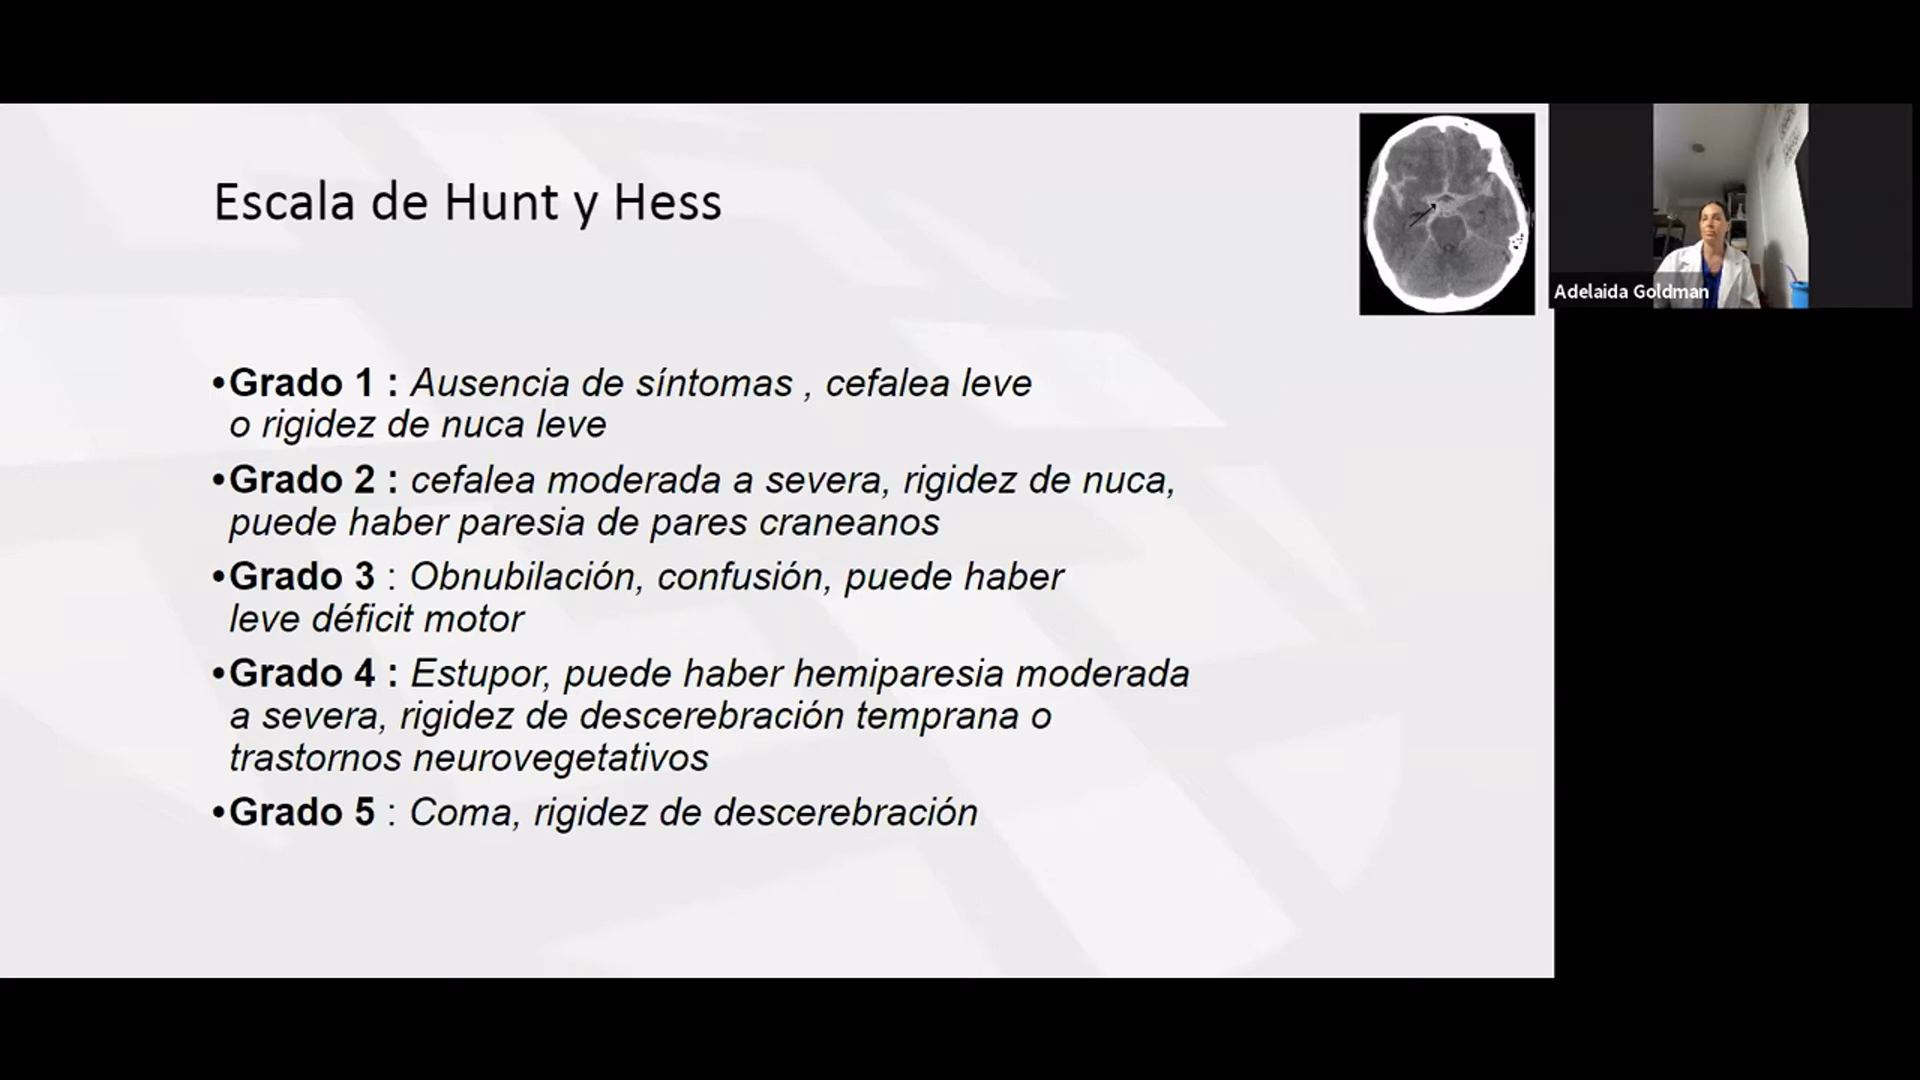 Escala de Hunt y Hess
Adelaida Goldman
•Grado 1 : Ausencia de síntomas , cefalea leve
o rigidez de nuca leve
•Grado 2 : cefalea moderada a severa, rigidez de nuca,
puede haber paresia de pares craneanos
•Grado 3 : Obnubilación, confusión, puede haber
leve déficit motor
•Grado 4 : Estupor, puede haber hemiparesia moderada
a severa, rigidez de descerebración temprana o
trastornos neurovegetativos
•Grado 5 : Coma, rigidez de descerebración